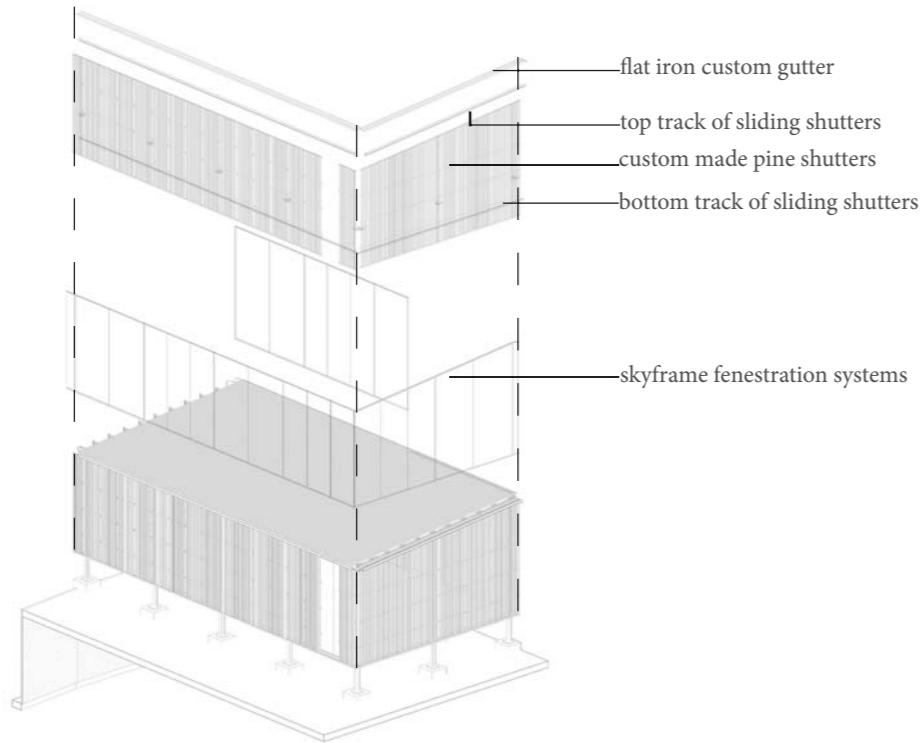 flat iron custom gutter
top track of sliding shutters
custom made pine shutters
bottom track of sliding shutters
skyframe fenestration systems